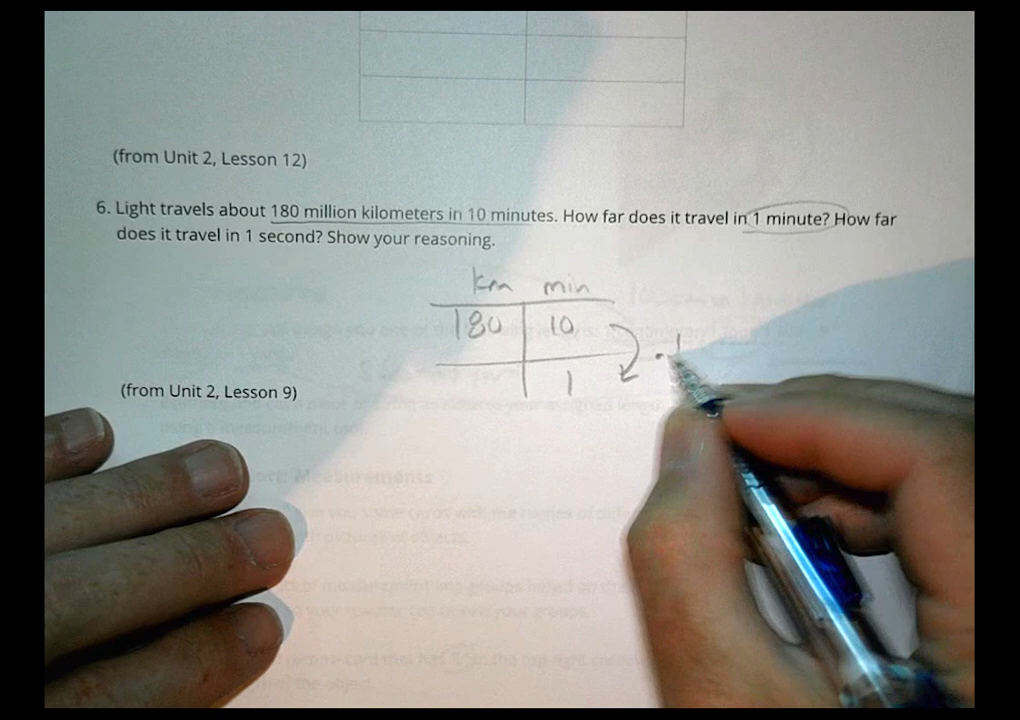 (from Unit 2, Lesson 12)
6. Light travels about 180 million kilometers in 10 minutes. How far does it travel in 1 minute? How far
does it travel in 1 second? Show your reasoning.
km min
180 10
1
(from Unit 2, Lesson 9)